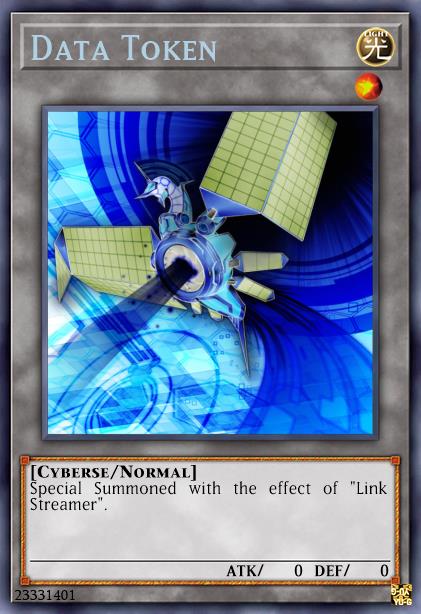 DATA TOKEN
LIGHT
光
[CYBERSE/NORMAL]
Special Summoned with the effect of "Link
Streamer".
ATK/ 0 DEF/ 0
23331401